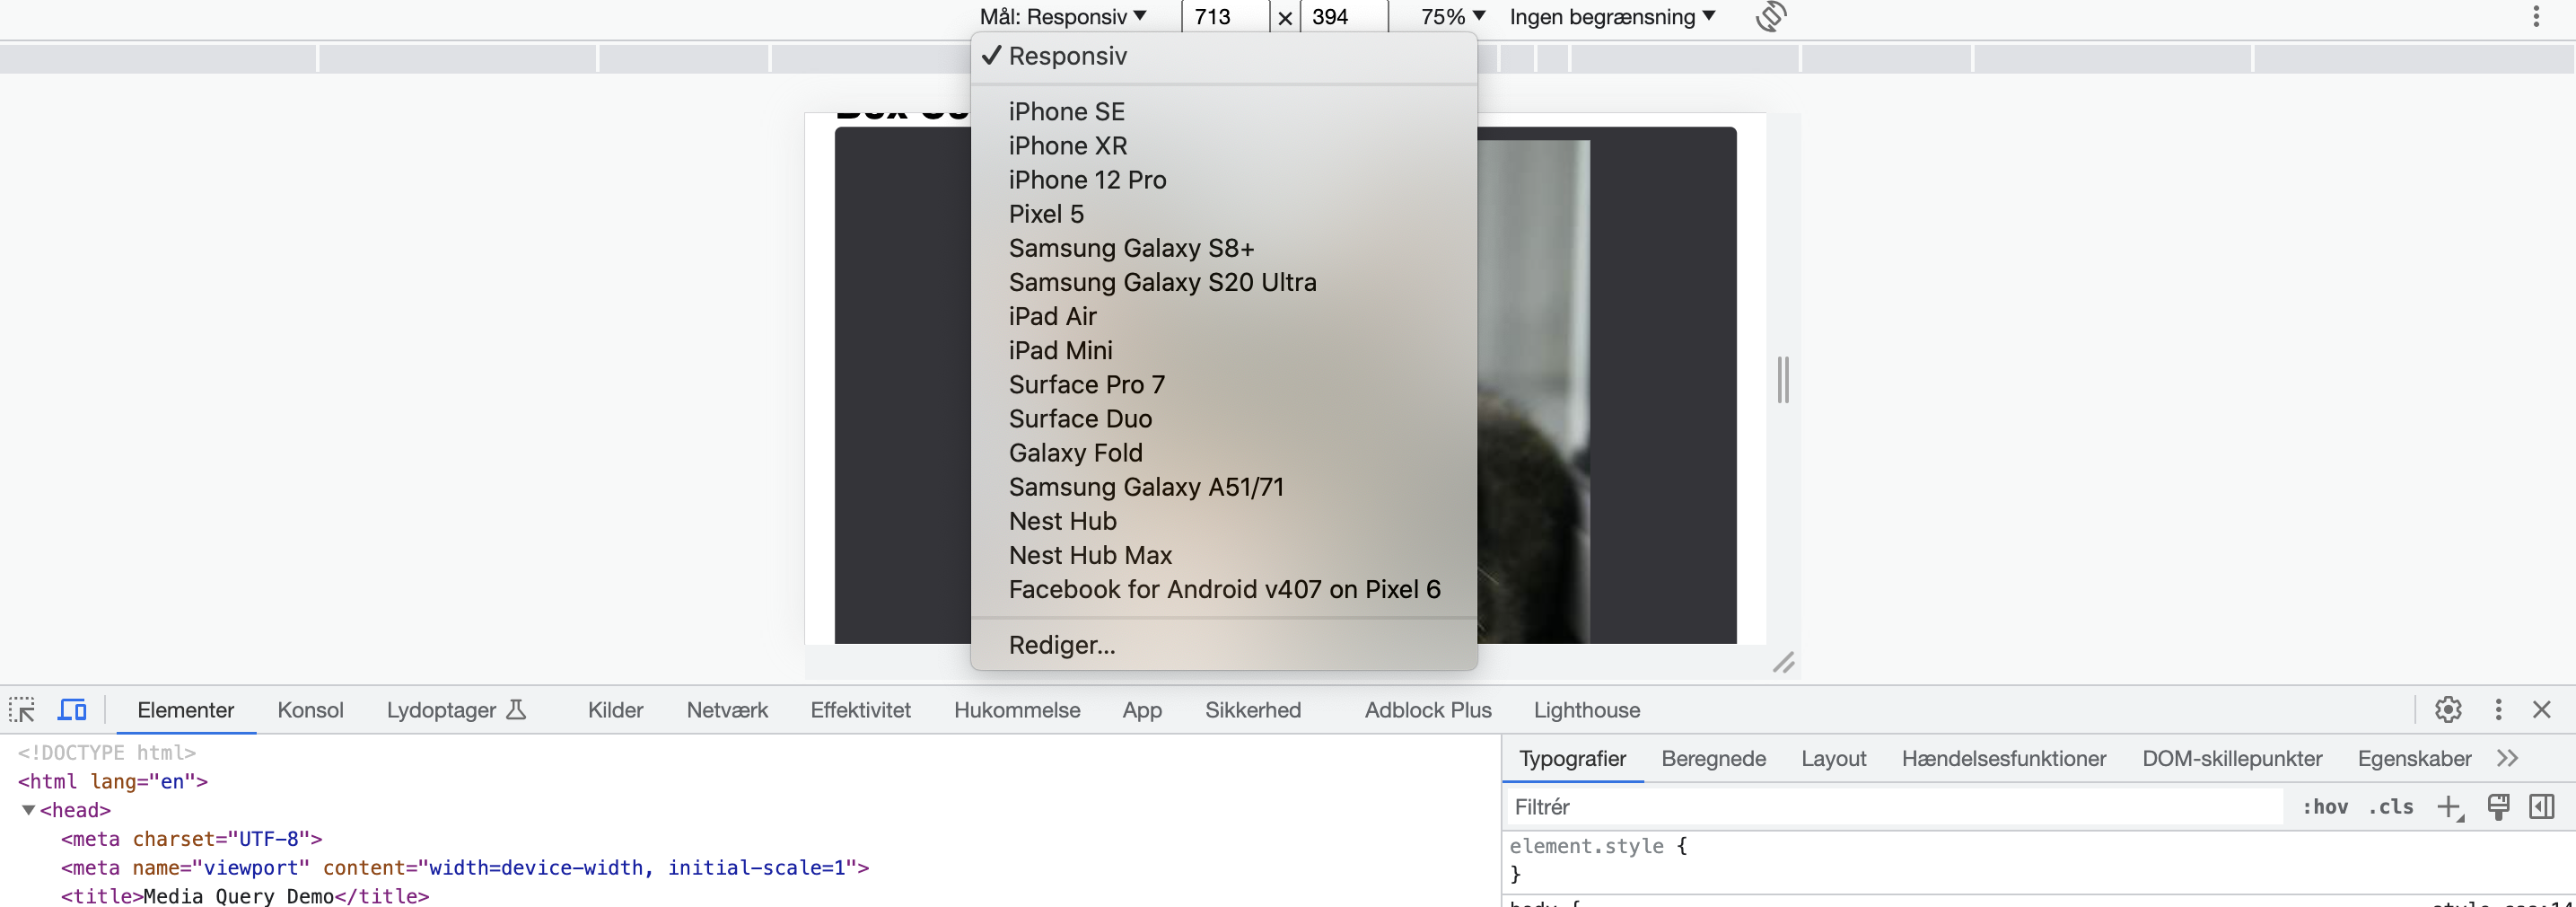 Mål: Responsiv 713 × 394 75% Ingen begrænsning
Responsiv
iPhone SE
iPhone XR
iPhone 12 Pro
Pixel 5
Samsung Galaxy S8+
Samsung Galaxy S20 Ultra
iPad Air
iPad Mini
Surface Pro 7
Surface Duo
Galaxy Fold
Samsung Galaxy A51/71
Nest Hub
Nest Hub Max
Facebook for Android v407 on Pixel 6
Rediger...
Elementer Konsol Lydoptager Kilder Netværk Effektivitet Hukommelse App Sikkerhed Adblock Plus Lighthouse
<!DOCTYPE html>
<html lang="en">
<head>
<meta charset="UTF-8">
<meta name="viewport" content="width=device-width, initial-scale=1">
<title>Media Query Demo</title>
Typografier Beregnede Layout Hændelsesfunktioner DOM-skillepunkter Egenskaber
Filtrér :hov .cls
element.style {
}